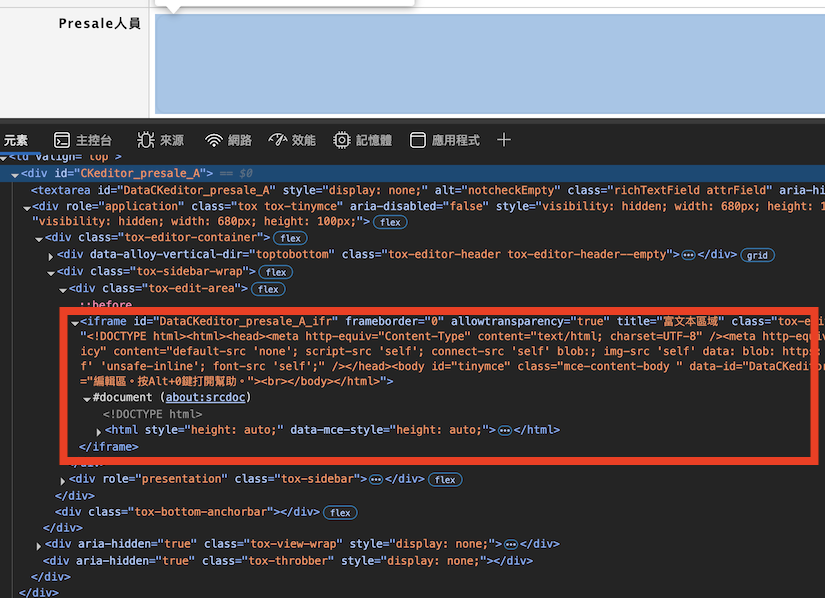 Presale人員
元素 主控台 來源 網路 效能 記憶體 應用程式
<td valign="top">
<div id="CKeditor_presale_A"> == $0
<textarea id="DataCKeditor_presale_A" style="display: none;" alt="notcheckEmpty" class="richTextField attrField" aria-hi
<div role="application" class="tox tox-tinymce" aria-disabled="false" style="visibility: hidden; width: 680px; height: 1
"visibility: hidden; width: 680px; height: 100px;"> flex
<div class="tox-editor-container"> flex
<div data-alloy-vertical-dir="toptobottom" class="tox-editor-header tox-editor-header--empty"> ⋯ </div> grid
<div class="tox-sidebar-wrap"> flex
<div class="tox-edit-area"> flex
::before
<iframe id="DataCKeditor_presale_A_ifr" frameborder="0" allowtransparency="true" title="富文本區域" class="tox-edi
"<!DOCTYPE html><html><head><meta http-equiv="Content-Type" content="text/html; charset=UTF-8" /><meta http-equiv
icy" content="default-src 'none'; script-src 'self'; connect-src 'self' blob:; img-src 'self' data: blob: https:
f' 'unsafe-inline'; font-src 'self';" /></head><body id="tinymce" class="mce-content-body " data-id="DataCKeditor
="編輯區。按Alt+0鍵打開幫助。"><br></body></html>">
#document (about:srcdoc)
<!DOCTYPE html>
<html style="height: auto;" data-mce-style="height: auto;"> ⋯ </html>
</iframe>
</div>
<div role="presentation" class="tox-sidebar"> ⋯ </div> flex
</div>
<div class="tox-bottom-anchorbar"></div> flex
</div>
<div aria-hidden="true" class="tox-view-wrap" style="display: none;"> ⋯ </div>
<div aria-hidden="true" class="tox-throbber" style="display: none;"></div>
</div>
</div>